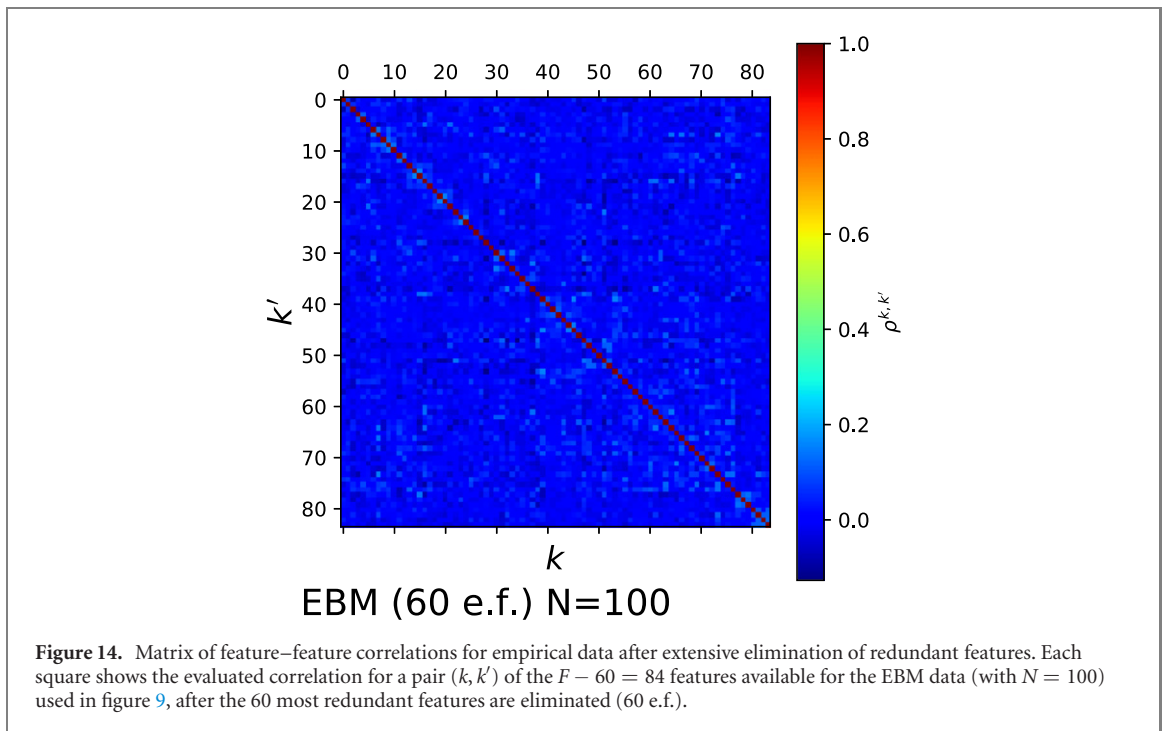 0 10 20 30 40 50 60 70 80
1.0
0
0.8
10
20
0.6
30
k′
40
0.4
ρ^{k,k′}
50
60
0.2
70
80
0.0
k
EBM (60 e.f.) N=100
Figure 14. Matrix of feature–feature correlations for empirical data after extensive elimination of redundant features. Each
square shows the evaluated correlation for a pair (k, k′) of the F − 60 = 84 features available for the EBM data (with N = 100)
used in figure 9, after the 60 most redundant features are eliminated (60 e.f.).